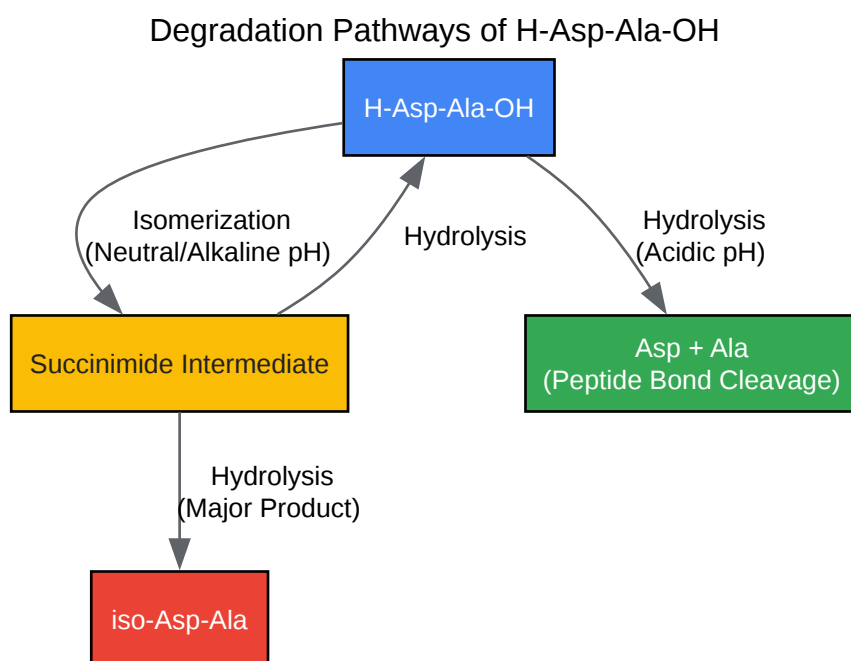 Degradation Pathways of H-Asp-Ala-OH
H-Asp-Ala-OH
Isomerization
(Neutral/Alkaline pH)
Hydrolysis
Hydrolysis
(Acidic pH)
Succinimide Intermediate
Asp + Ala
(Peptide Bond Cleavage)
Hydrolysis
(Major Product)
iso-Asp-Ala